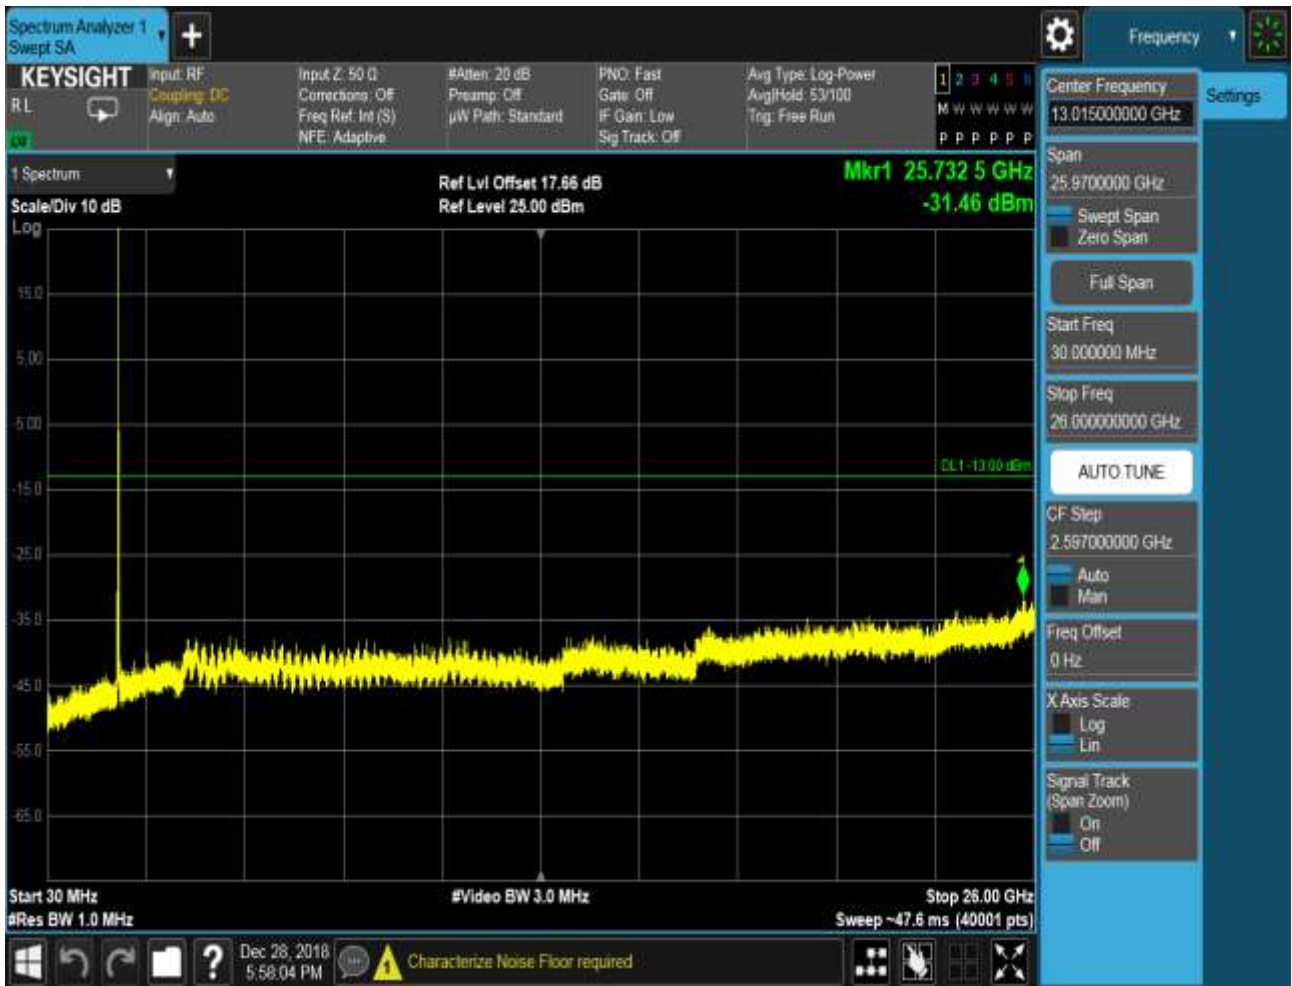 Spectrum Analyzer 1
Swept SA
+
Frequency
KEYSIGHT
RL
Input: RF
Coupling: DC
Align: Auto
Input Z: 50 Ω
Corrections: Off
Freq Ref: Int (S)
NFE: Adaptive
#Atten: 20 dB
Preamp: Off
µW Path: Standard
PNO: Fast
Gate: Off
IF Gain: Low
Sig Track: Off
Avg Type: Log-Power
Avg|Hold: 53/100
Trig: Free Run
1 2 3 4 5 6
M W W W W W
P P P P P P
1 Spectrum
Scale/Div 10 dB
Log
Ref Lvl Offset 17.66 dB
Ref Level 25.00 dBm
Mkr1 25.732 5 GHz
-31.46 dBm
15.0
5.00
-5.00
-15.0
-25.0
-35.0
-45.0
-55.0
-65.0
DL1 -13.00 dBm
1
Start 30 MHz
#Res BW 1.0 MHz
#Video BW 3.0 MHz
Stop 26.00 GHz
Sweep ~47.6 ms (40001 pts)
Center Frequency
13.015000000 GHz
Settings
Span
25.9700000 GHz
Swept Span
Zero Span
Full Span
Start Freq
30.000000 MHz
Stop Freq
26.000000000 GHz
AUTO TUNE
CF Step
2.597000000 GHz
Auto
Man
Freq Offset
0 Hz
X Axis Scale
Log
Lin
Signal Track
(Span Zoom)
On
Off
?
Dec 28, 2018
5:58:04 PM
1
Characterize Noise Floor required